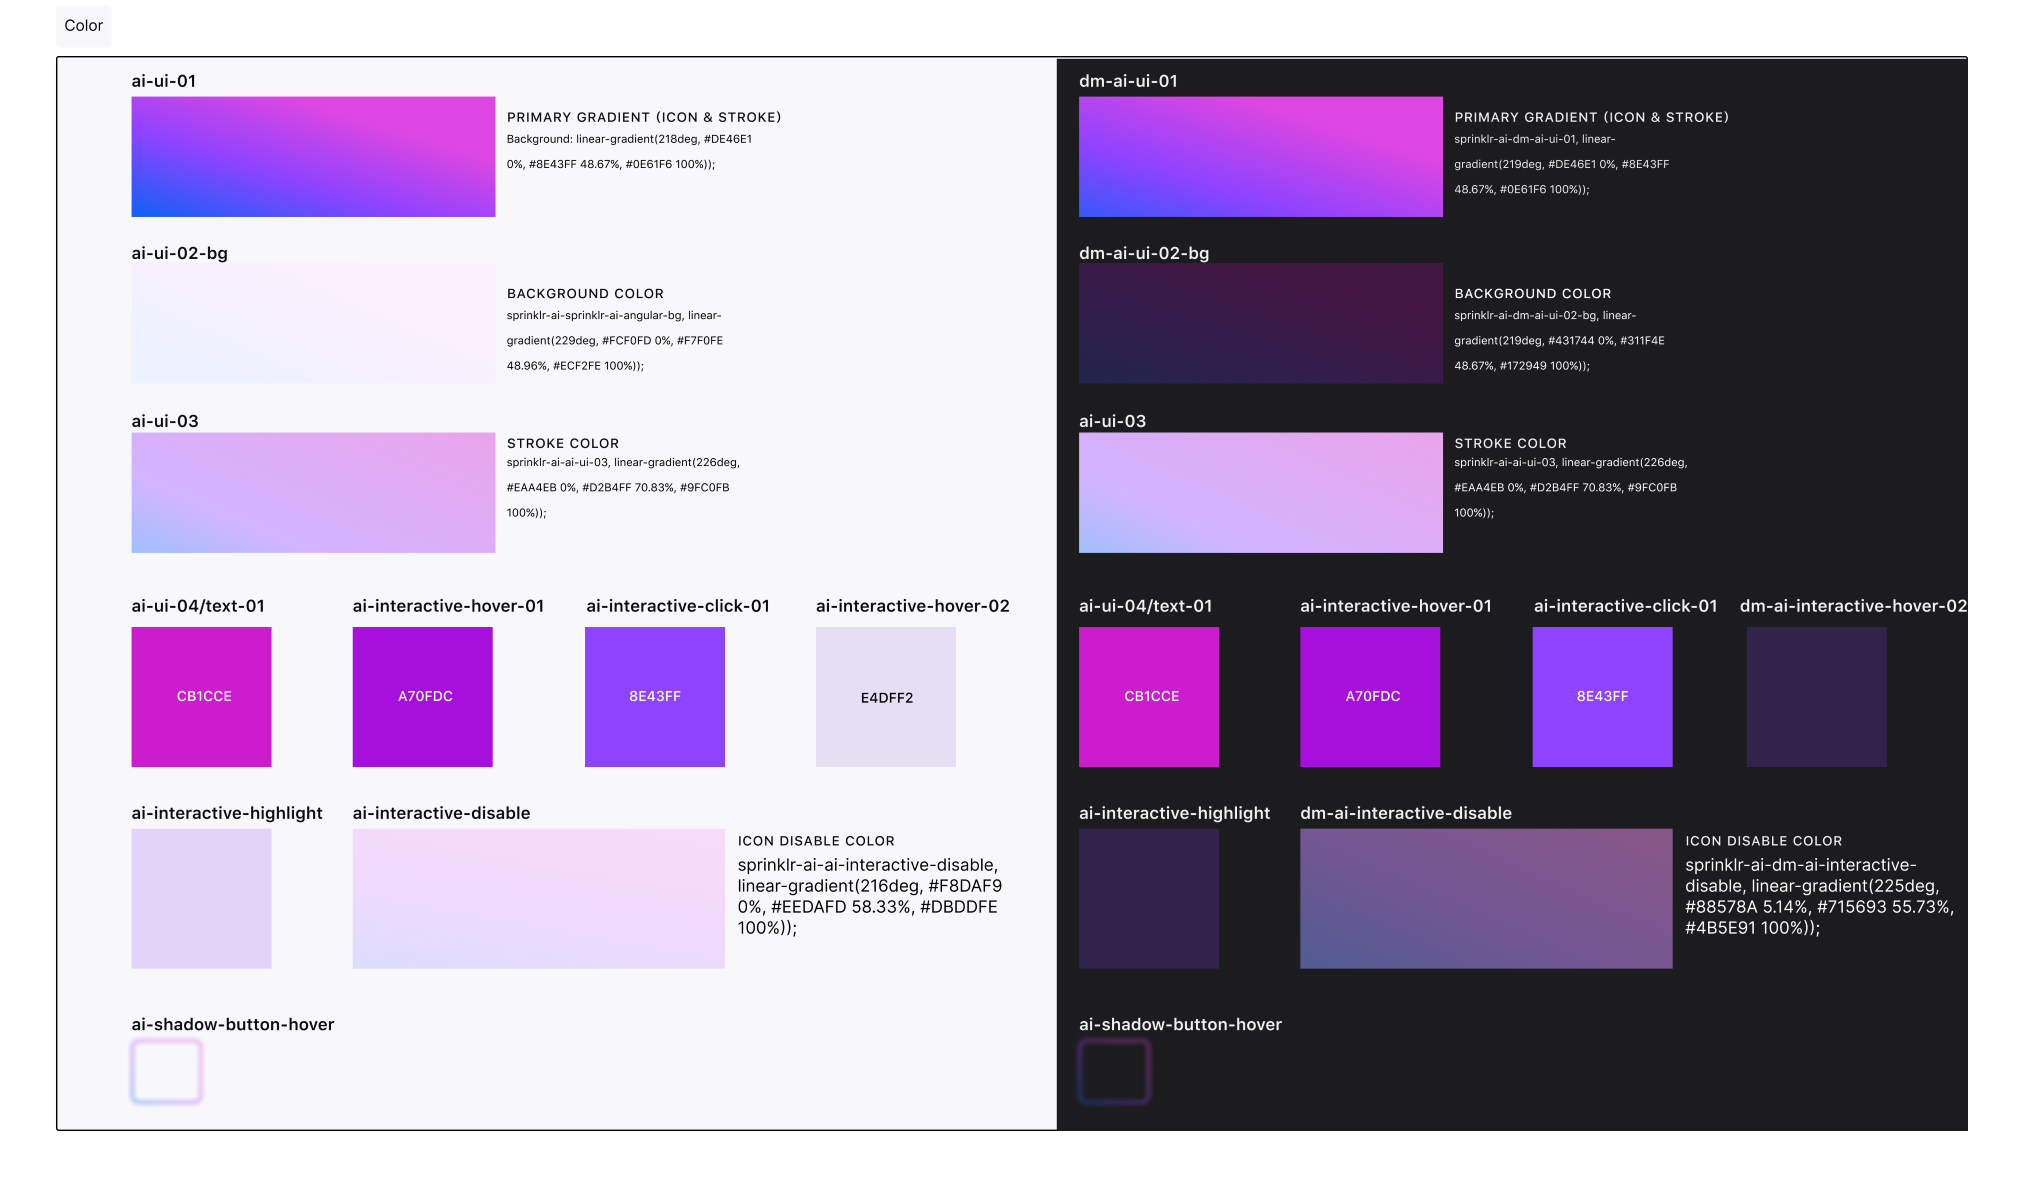 Color
ai-ui-01
PRIMARY GRADIENT (ICON & STROKE)
Background: linear-gradient(218deg, #DE46E1
0%, #8E43FF 48.67%, #0E61F6 100%));
ai-ui-02-bg
BACKGROUND COLOR
sprinklr-ai-sprinklr-ai-angular-bg, linear-
gradient(229deg, #FCF0FD 0%, #F7F0FE
48.96%, #ECF2FE 100%));
ai-ui-03
STROKE COLOR
sprinklr-ai-ai-ui-03, linear-gradient(226deg,
#EAA4EB 0%, #D2B4FF 70.83%, #9FC0FB
100%));
ai-ui-04/text-01
ai-interactive-hover-01
ai-interactive-click-01
ai-interactive-hover-02
CB1CCE
A70FDC
8E43FF
E4DFF2
ai-interactive-highlight
ai-interactive-disable
ICON DISABLE COLOR
sprinklr-ai-ai-interactive-disable,
linear-gradient(216deg, #F8DAF9
0%, #EEDAFD 58.33%, #DBDDFE
100%));
ai-shadow-button-hover
dm-ai-ui-01
PRIMARY GRADIENT (ICON & STROKE)
sprinklr-ai-dm-ai-ui-01, linear-
gradient(219deg, #DE46E1 0%, #8E43FF
48.67%, #0E61F6 100%));
dm-ai-ui-02-bg
BACKGROUND COLOR
sprinklr-ai-dm-ai-ui-02-bg, linear-
gradient(219deg, #431744 0%, #311F4E
48.67%, #172949 100%));
ai-ui-03
STROKE COLOR
sprinklr-ai-ai-ui-03, linear-gradient(226deg,
#EAA4EB 0%, #D2B4FF 70.83%, #9FC0FB
100%));
ai-ui-04/text-01
ai-interactive-hover-01
ai-interactive-click-01
dm-ai-interactive-hover-02
CB1CCE
A70FDC
8E43FF
ai-interactive-highlight
dm-ai-interactive-disable
ICON DISABLE COLOR
sprinklr-ai-dm-ai-interactive-
disable, linear-gradient(225deg,
#88578A 5.14%, #715693 55.73%,
#4B5E91 100%));
ai-shadow-button-hover